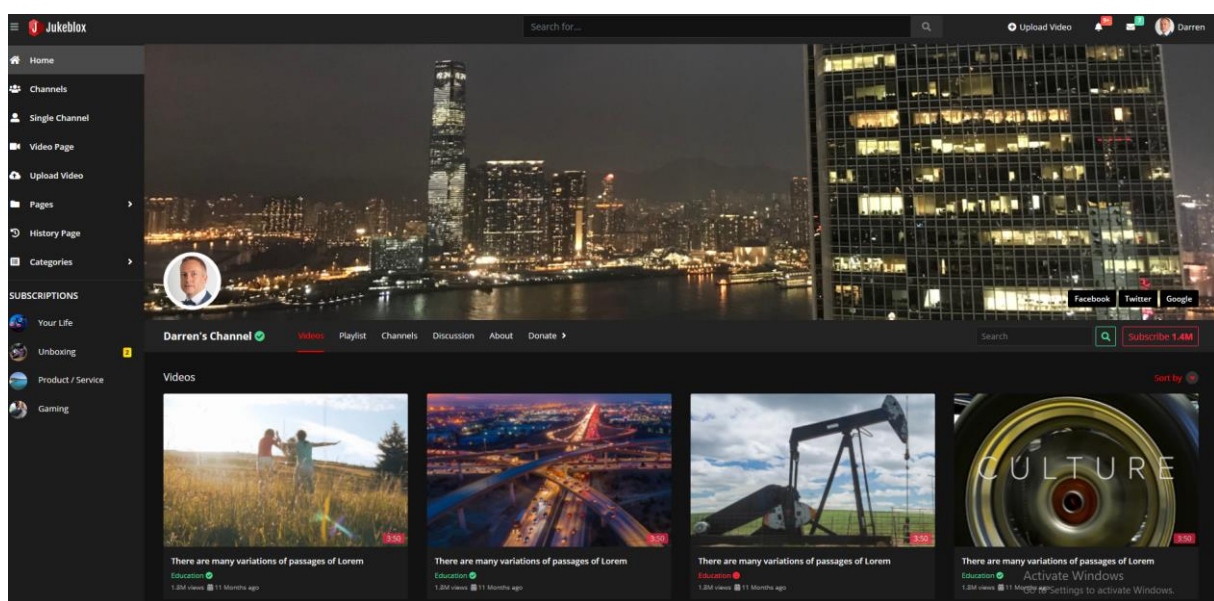 Jukeblox
Search for...
Upload Video
9+
7
Darren
Home
Channels
Single Channel
Video Page
Upload Video
Pages
History Page
Categories
SUBSCRIPTIONS
Your Life
Unboxing
2
Product / Service
Gaming
Facebook
Twitter
Google
Darren's Channel
Videos
Playlist
Channels
Discussion
About
Donate
Search
Subscribe 1.4M
Videos
Sort by
3:50
There are many variations of passages of Lorem
Education
1.8M views 11 Months ago
3:50
There are many variations of passages of Lorem
Education
1.8M views 11 Months ago
3:50
There are many variations of passages of Lorem
Education
1.8M views 11 Months ago
CULTURE
3:50
There are many variations of passages of Lorem
Education
1.8M views 11 Months ago
Activate Windows
Go to Settings to activate Windows.